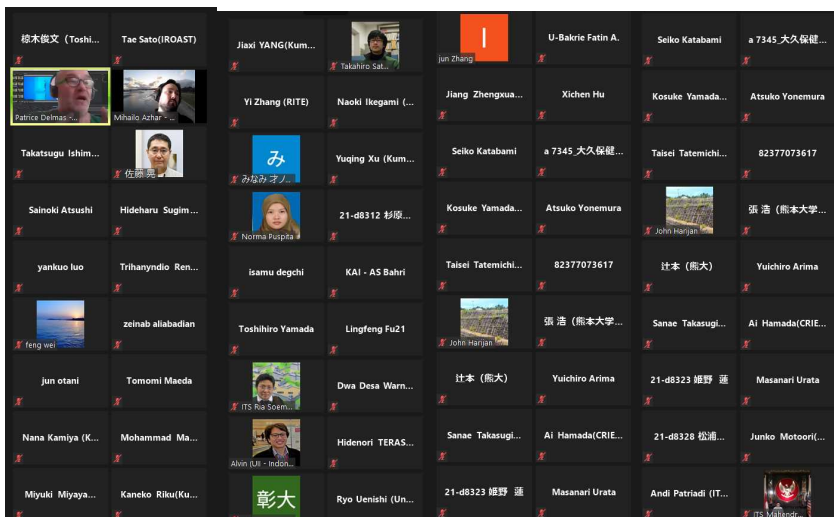 椋木俊文 (Toshi...
Tae Sato(IROAST)
Patrice Delmas -...
Mihailo Azhar - ...
Takatsugu Ishim...
佐藤 晃
Sainoki Atsushi
Hideharu Sugim...
yankuo luo
Trihanyndio Ren...
feng wei
zeinab aliabadian
jun otani
Tomomi Maeda
Nana Kamiya (K...
Mohammad Ma...
Miyuki Miyaya...
Kaneko Riku(Ku...
Jiaxi YANG(Kum...
Takahiro Sat...
Yi Zhang (RITE)
Naoki Ikegami (...
み
みなみ オノ...
Yuqing Xu (Kum...
Norma Puspita
21-d8312 杉原...
isamu degchi
KAI - AS Bahri
Toshihiro Yamada
Lingfeng Fu21
ITS Ria Soem...
Dwa Desa Warn...
Alvin (UII - Indon...
Hidenori TERAS...
彰大
Ryo Uenishi (Un...
I
jun Zhang
U-Bakrie Fatin A.
Jiang Zhengxua...
Xichen Hu
Seiko Katabami
a 7345_大久保健...
Kosuke Yamada...
Atsuko Yonemura
Taisei Tatemichi...
82377073617
John Harijan
張 浩 (熊本大学...
辻本 (熊大)
Yuichiro Arima
Sanae Takasugi...
Ai Hamada(CRIE...
21-d8323 姫野 蓮
Masanari Urata
Seiko Katabami
a 7345_大久保健...
Kosuke Yamada...
Atsuko Yonemura
Taisei Tatemichi...
82377073617
John Harijan
張 浩 (熊本大学...
辻本 (熊大)
Yuichiro Arima
Sanae Takasugi...
Ai Hamada(CRIE...
21-d8323 姫野 蓮
Masanari Urata
21-d8328 松浦...
Junko Motoori(...
Andi Patriadi (IT...
ITS Mahendr...